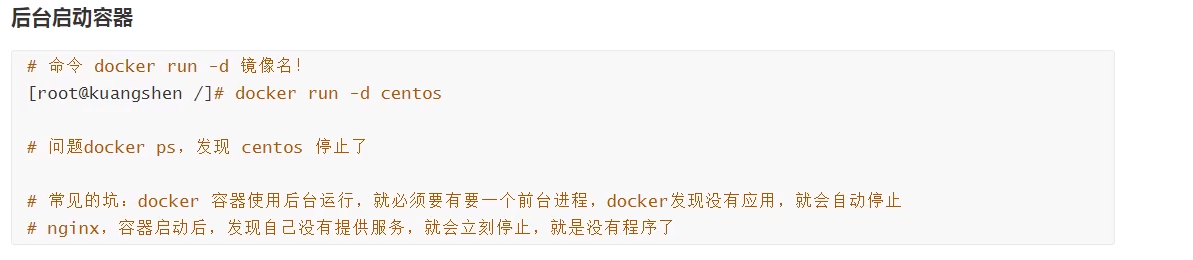 后台启动容器
# 命令 docker run -d 镜像名！
[root@kuangshen /]# docker run -d centos
# 问题docker ps，发现 centos 停止了
# 常见的坑：docker 容器使用后台运行，就必须要有要一个前台进程，docker发现没有应用，就会自动停止
# nginx，容器启动后，发现自己没有提供服务，就会立刻停止，就是没有程序了